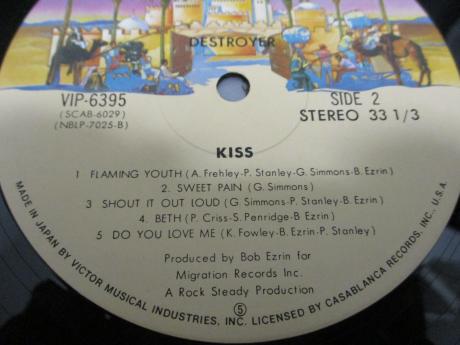 DESTROYER
VIP-6395
(SCAB-6029)
(NBLP-7025-B)
SIDE 2
STEREO 33 1/3
KISS
1 FLAMING YOUTH (A. Frehley-P. Stanley-G. Simmons-B. Ezrin)
2. SWEET PAIN (G. Simmons)
3 SHOUT IT OUT LOUD (G. Simmons-P. Stanley-B. Ezrin)
4. BETH (P. Criss-S. Penridge-B Ezrin)
5 DO YOU LOVE ME (K. Fowley-B. Ezrin-P. Stanley)
Produced by Bob Ezrin for
Migration Records Inc.
A Rock Steady Production
5
MADE IN JAPAN BY VICTOR MUSICAL INDUSTRIES, INC. LICENSED BY CASABLANCA RECORDS, INC., U.S.A.